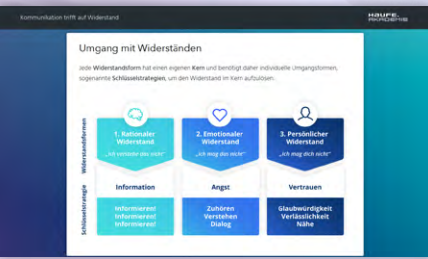 Kommunikation trifft auf Widerstand
HAUFE.
AKADEMIE
Umgang mit Widerständen
Jede Widerstandsform hat einen eigenen Kern und benötigt daher individuelle Umgangsformen,
sogenannte Schlüsselstrategien, um den Widerstand im Kern aufzulösen.
Widerstandsformen
1. Rationaler
Widerstand
„Ich verstehe das nicht“
2. Emotionaler
Widerstand
„Ich mag das nicht“
3. Persönlicher
Widerstand
„Ich mag dich nicht“
Schlüsselstrategie
Information
Angst
Vertrauen
Informieren!
Informieren!
Informieren!
Zuhören
Verstehen
Dialog
Glaubwürdigkeit
Verlässlichkeit
Nähe